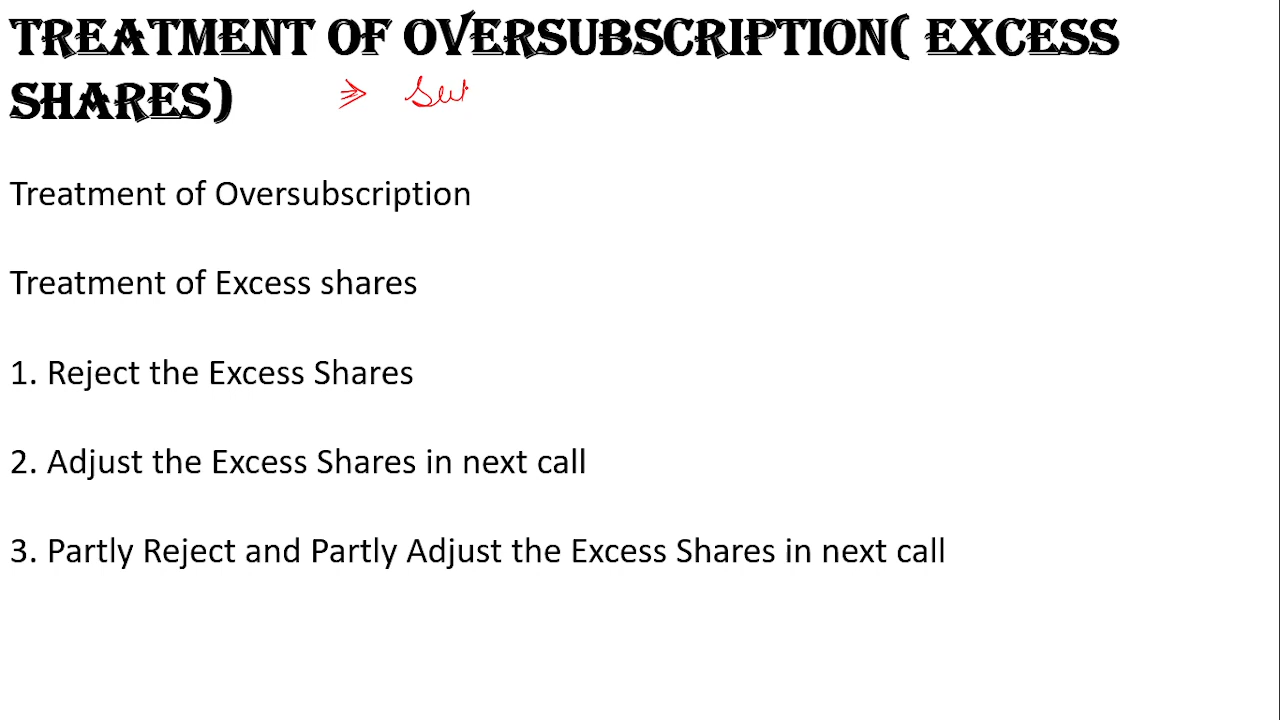 TREATMENT OF OVERSUBSCRIPTION( EXCESS
SHARES)
Treatment of Oversubscription
Treatment of Excess shares
1. Reject the Excess Shares
2. Adjust the Excess Shares in next call
3. Partly Reject and Partly Adjust the Excess Shares in next call